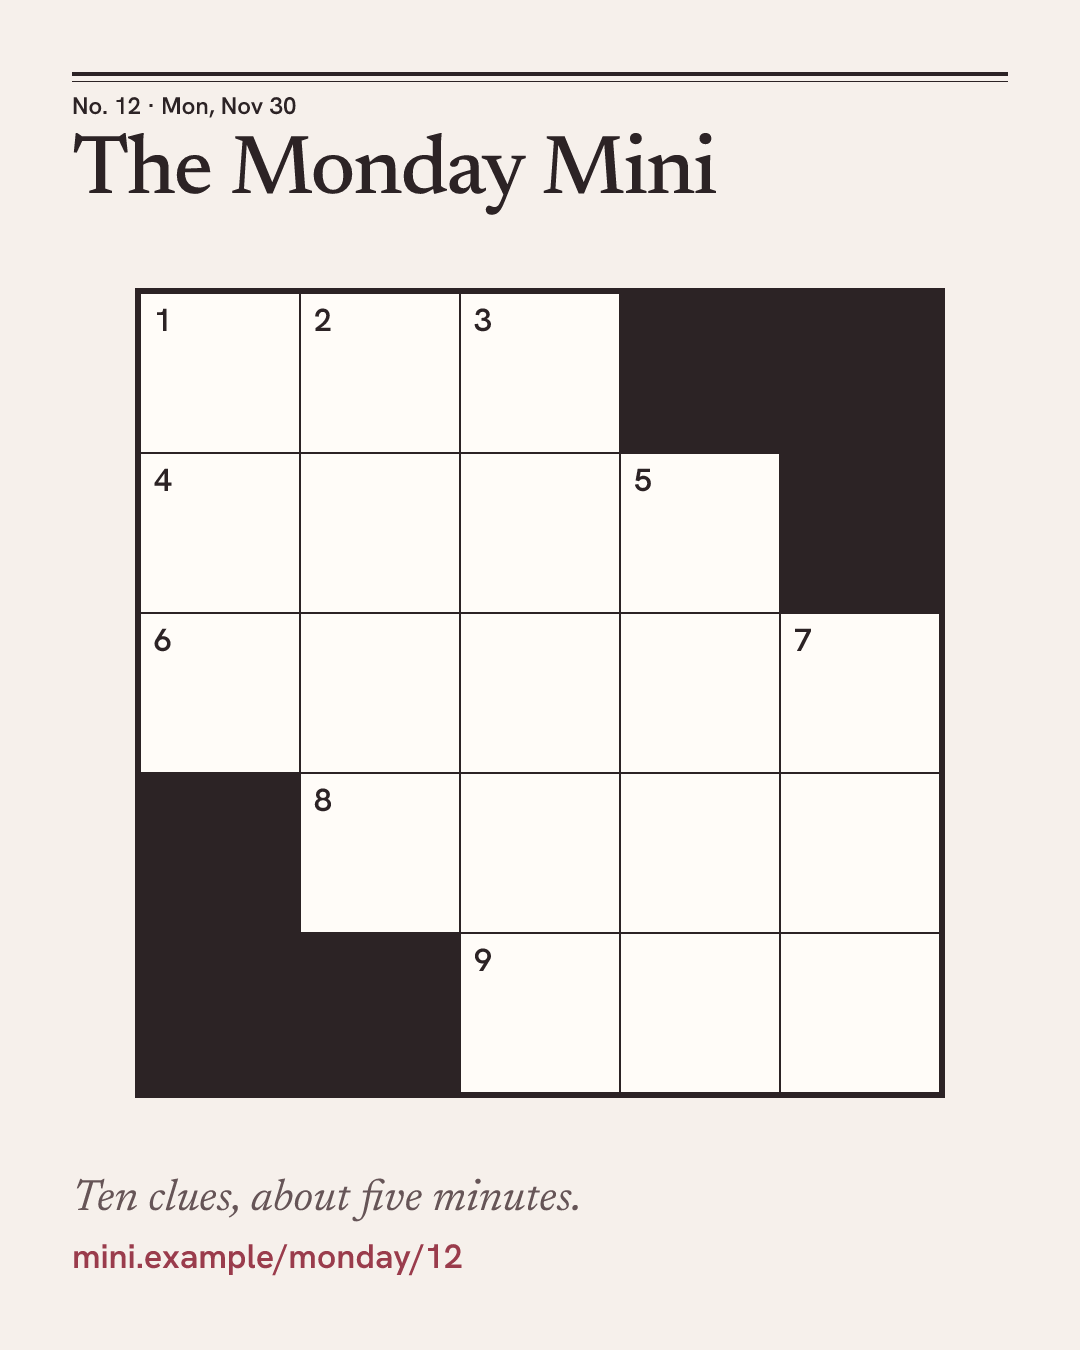 No. 12 · Mon, Nov 30
The Monday Mini
1 2 3
4 5
6 7
8
9
Ten clues, about five minutes.
mini.example/monday/12